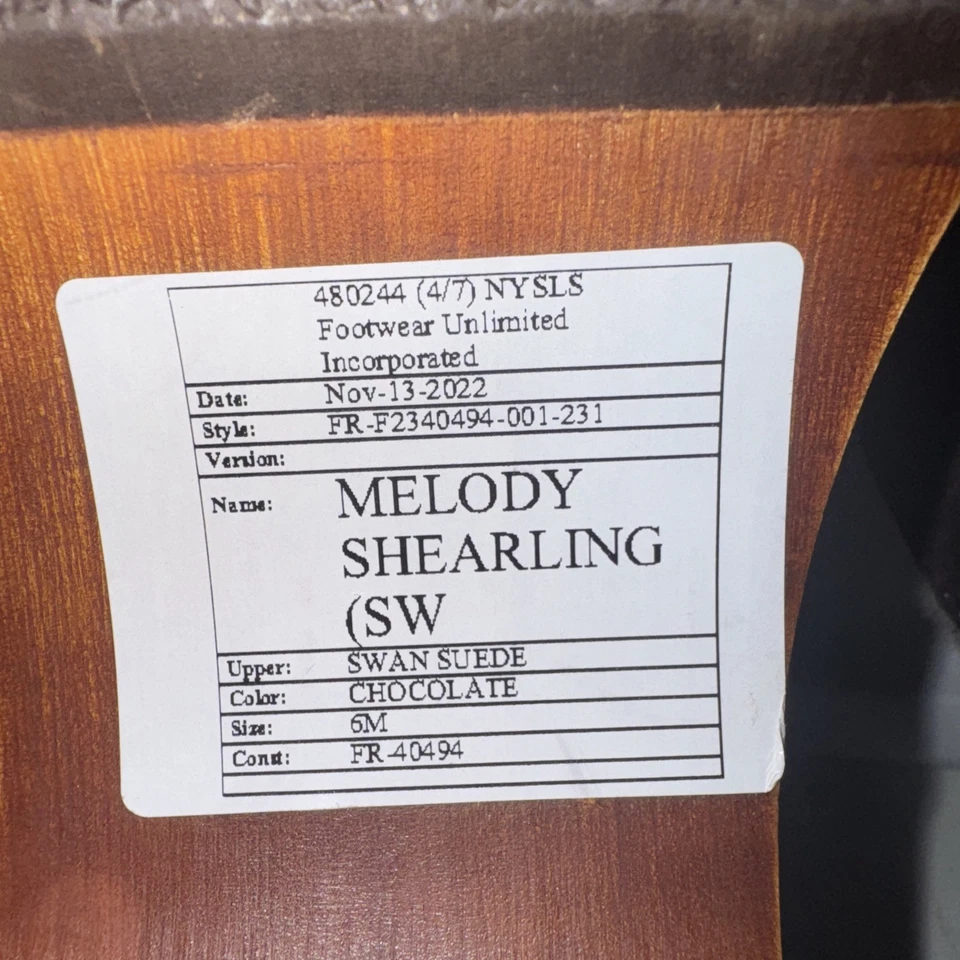 480244 (4/7) NYSLS
Footwear Unlimited
Incorporated
Date: Nov-13-2022
Style: FR-F2340494-001-231
Version:
Name: MELODY
SHEARLING
(SW
Upper: SWAN SUEDE
Color: CHOCOLATE
Size: 6M
Const: FR-40494